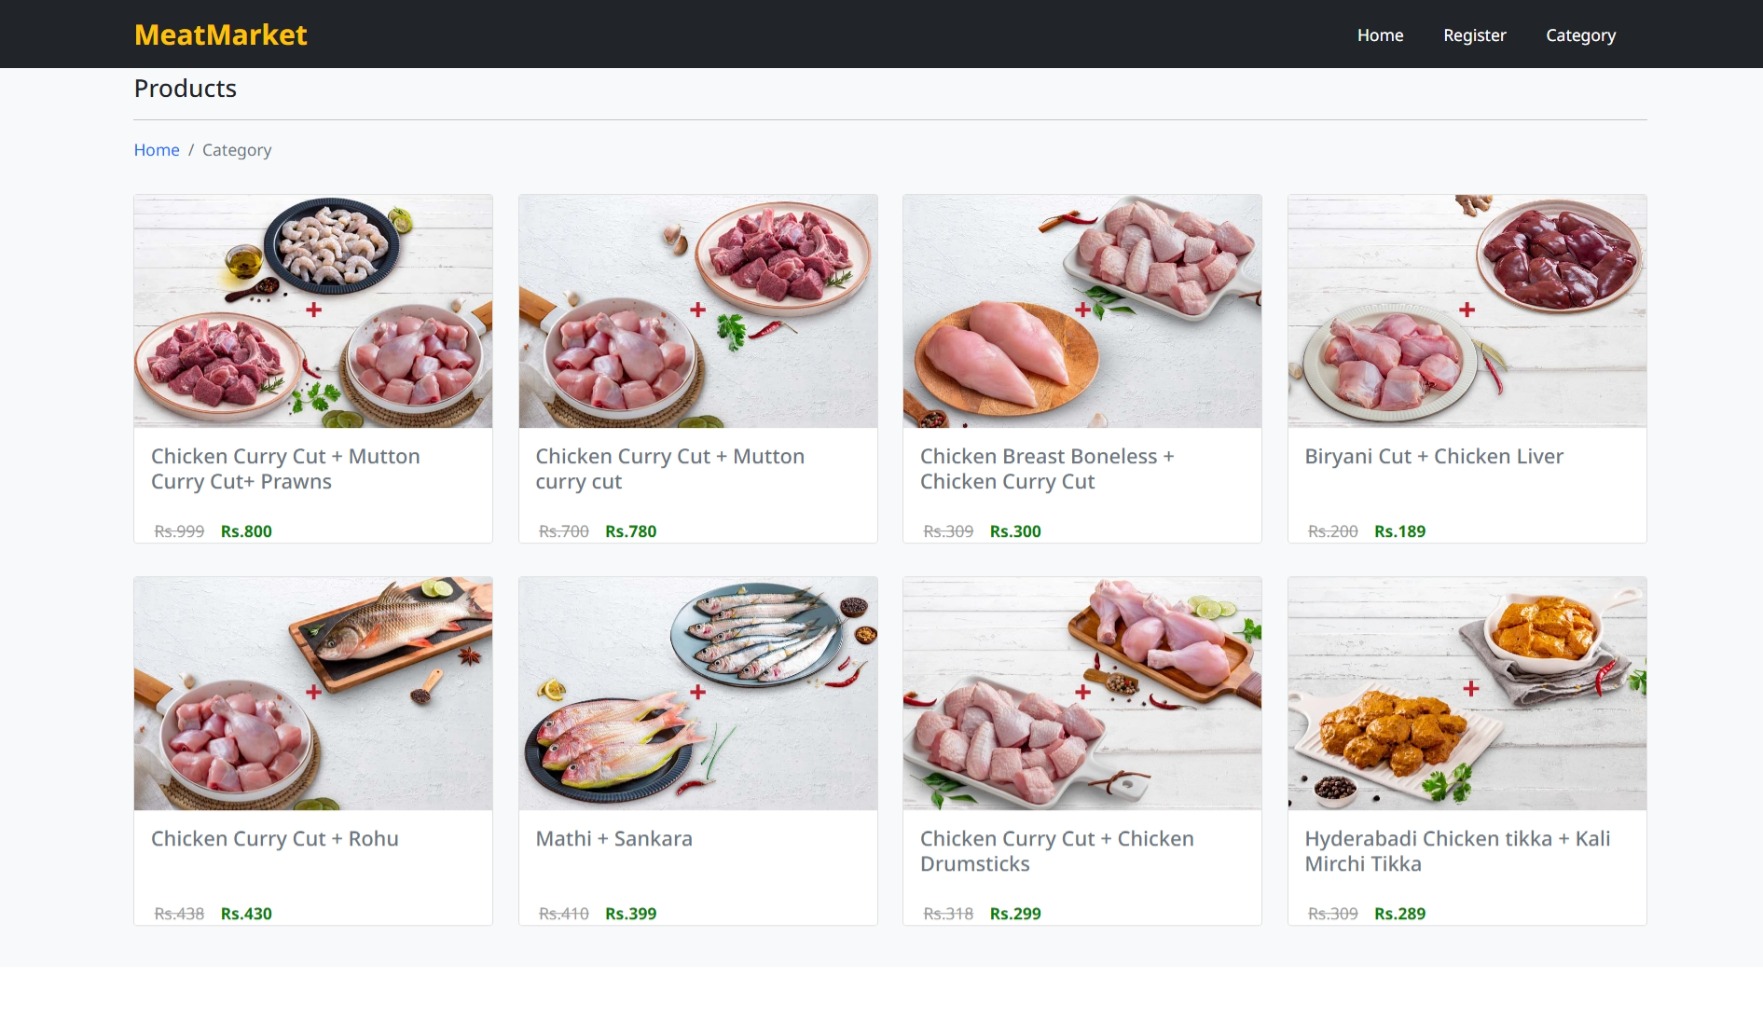 MeatMarket
Home Register Category
Products
Home / Category
Chicken Curry Cut + Mutton
Curry Cut+ Prawns
Rs.999 Rs.800
Chicken Curry Cut + Mutton
curry cut
Rs.700 Rs.780
Chicken Breast Boneless +
Chicken Curry Cut
Rs.309 Rs.300
Biryani Cut + Chicken Liver
Rs.200 Rs.189
Chicken Curry Cut + Rohu
Rs.438 Rs.430
Mathi + Sankara
Rs.410 Rs.399
Chicken Curry Cut + Chicken
Drumsticks
Rs.318 Rs.299
Hyderabadi Chicken tikka + Kali
Mirchi Tikka
Rs.309 Rs.289